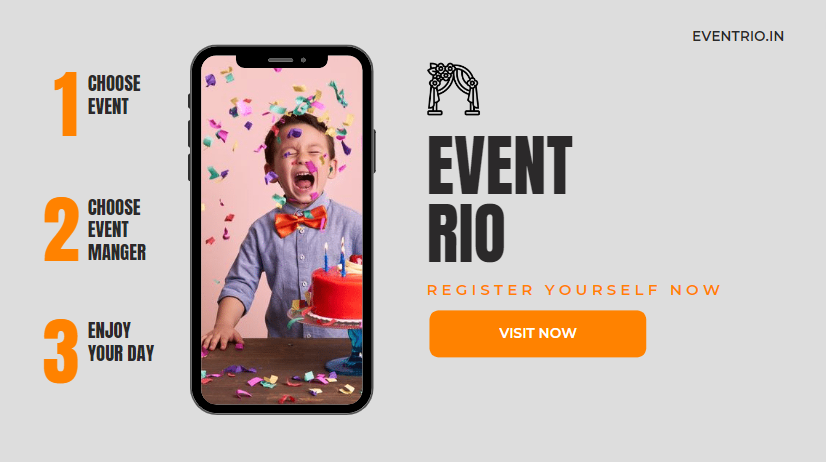 EVENTRIO.IN
1
CHOOSE
EVENT
2
CHOOSE
EVENT
MANGER
3
ENJOY
YOUR DAY
EVENT
RIO
REGISTER YOURSELF NOW
VISIT NOW